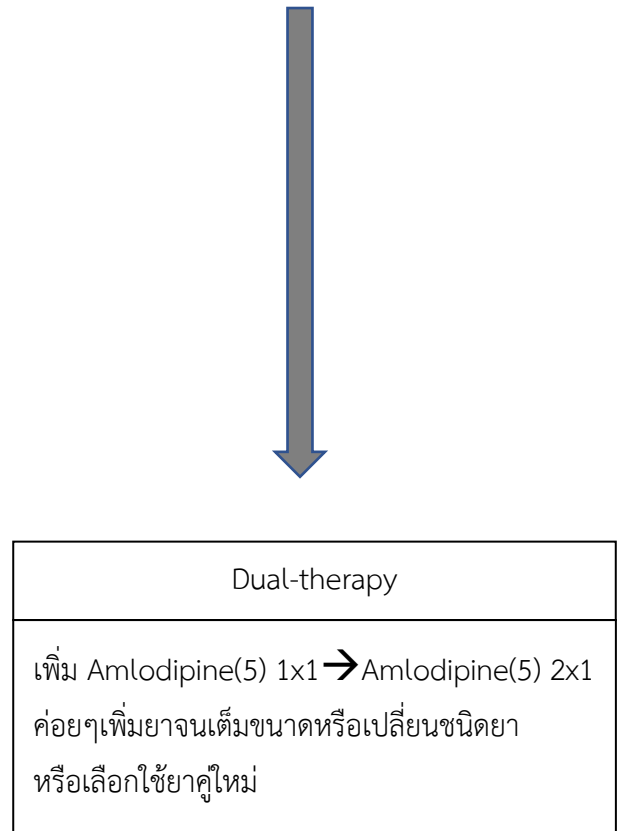 Dual-therapy
เพิ่ม Amlodipine(5) 1x1→Amlodipine(5) 2x1
ค่อยๆเพิ่มยาจนเต็มขนาดหรือเปลี่ยนชนิดยา
หรือเลือกใช้ยาคู่ใหม่